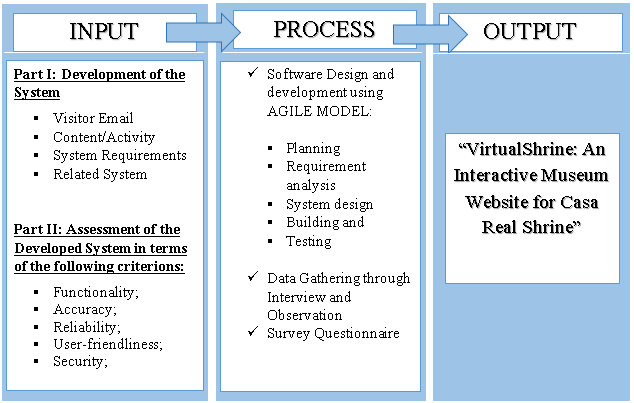 INPUT
Part I: Development of the
System
▪ Visitor Email
▪ Content/Activity
▪ System Requirements
▪ Related System
Part II: Assessment of the
Developed System in terms
of the following criterions:
▪ Functionality;
▪ Accuracy;
▪ Reliability;
▪ User-friendliness;
▪ Security;
PROCESS
✓ Software Design and
development using
AGILE MODEL:
▪ Planning
▪ Requirement
analysis
▪ System design
▪ Building and
▪ Testing
✓ Data Gathering through
Interview and
Observation
✓ Survey Questionnaire
OUTPUT
“VirtualShrine: An
Interactive Museum
Website for Casa
Real Shrine”